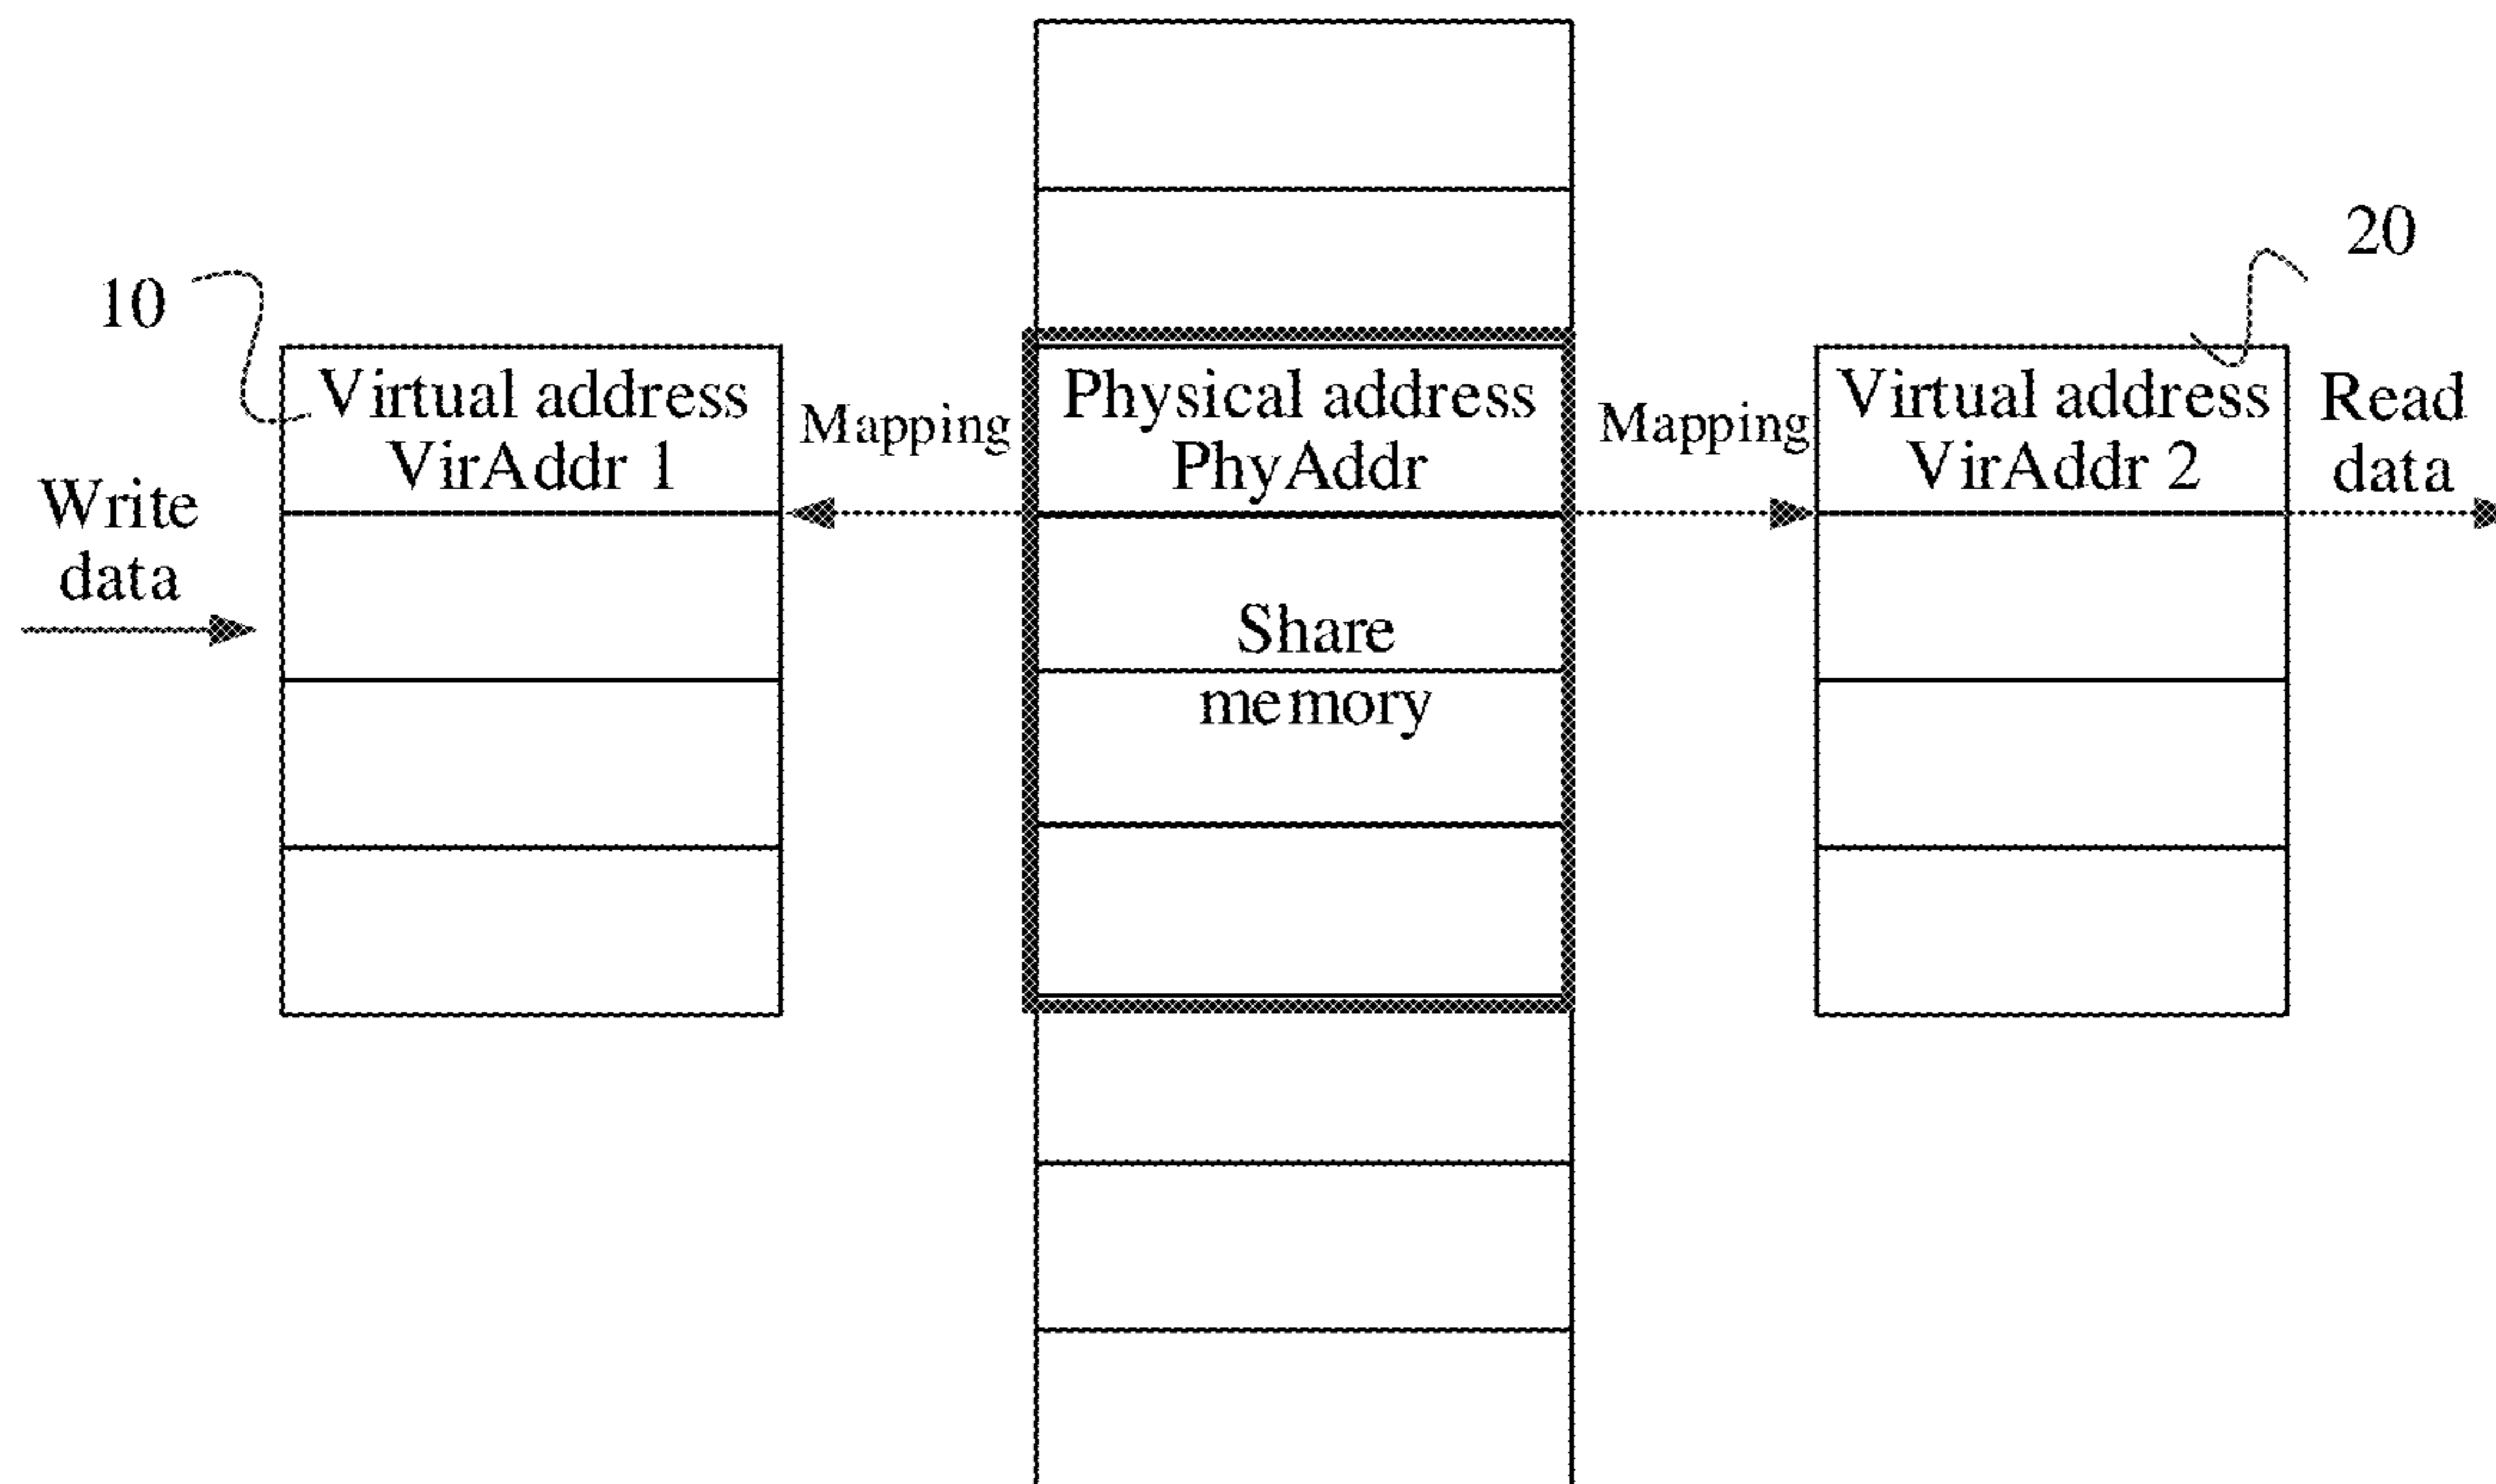 20
10
Virtual address
VirAddr 1
Mapping
Physical address
PhyAddr
Mapping
Virtual address
VirAddr 2
Read
data
Write
data
Share
memory